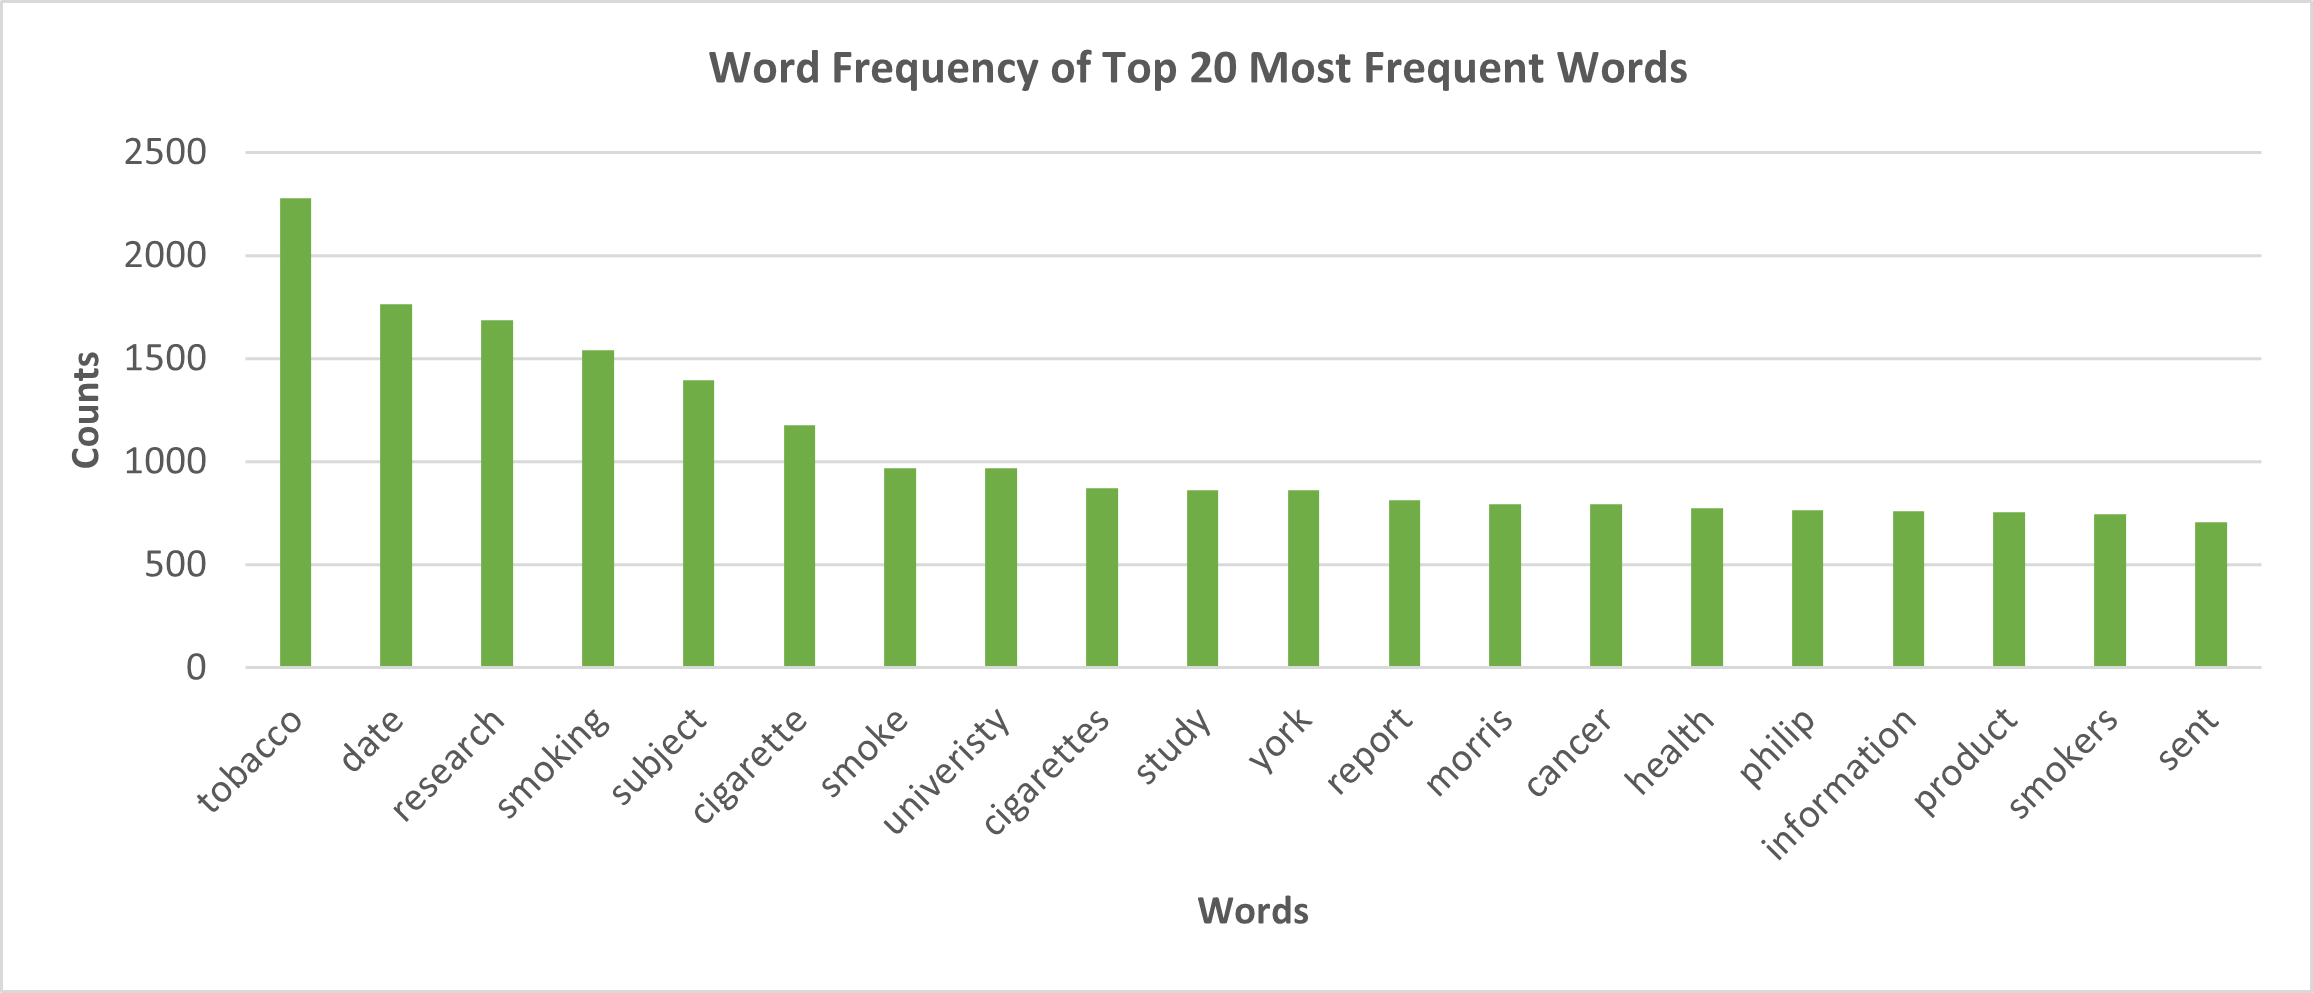 Word Frequency of Top 20 Most Frequent Words
2500
2000
1500
1000
500
0
Counts
tobacco
date
research
smoking
subject
cigarette
smoke
univeristy
cigarettes
study
york
report
morris
cancer
health
philip
information
product
smokers
sent
Words